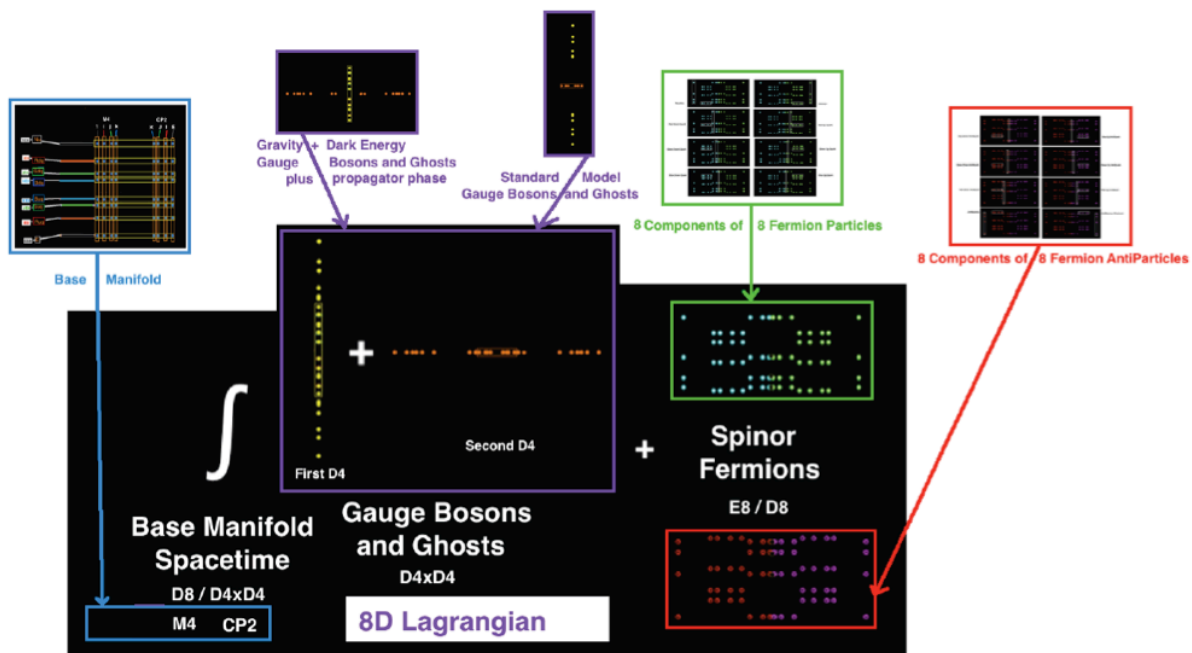 M4
CP2
Gravity + Dark Energy
Gauge Bosons and Ghosts
plus propagator phase
Standard Model
Gauge Bosons and Ghosts
8 Components of 8 Fermion Particles
8 Components of 8 Fermion AntiParticles
Base Manifold
∫
+
First D4
Second D4
+
Spinor
Fermions
E8 / D8
Base Manifold
Spacetime
D8 / D4xD4
M4 CP2
Gauge Bosons
and Ghosts
D4xD4
8D Lagrangian